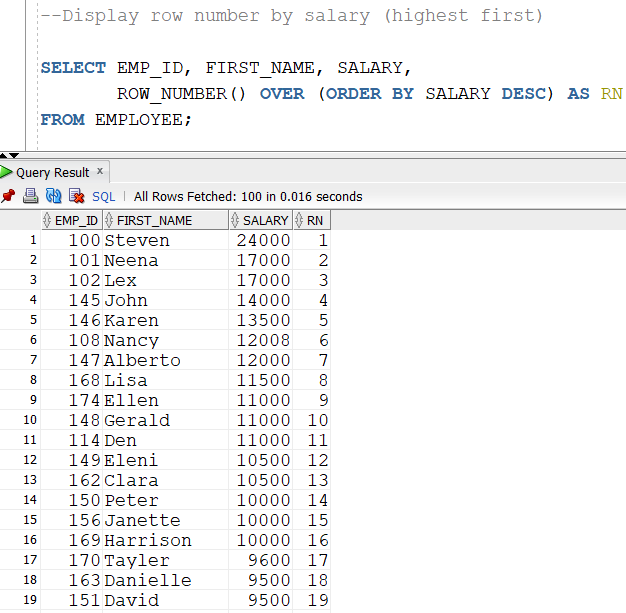 --Display row number by salary (highest first)
SELECT EMP_ID, FIRST_NAME, SALARY,
ROW_NUMBER() OVER (ORDER BY SALARY DESC) AS RN
FROM EMPLOYEE;
Query Result x
SQL | All Rows Fetched: 100 in 0.016 seconds
EMP_ID FIRST_NAME SALARY RN
1 100 Steven 24000 1
2 101 Neena 17000 2
3 102 Lex 17000 3
4 145 John 14000 4
5 146 Karen 13500 5
6 108 Nancy 12008 6
7 147 Alberto 12000 7
8 168 Lisa 11500 8
9 174 Ellen 11000 9
10 148 Gerald 11000 10
11 114 Den 11000 11
12 149 Eleni 10500 12
13 162 Clara 10500 13
14 150 Peter 10000 14
15 156 Janette 10000 15
16 169 Harrison 10000 16
17 170 Tayler 9600 17
18 163 Danielle 9500 18
19 151 David 9500 19